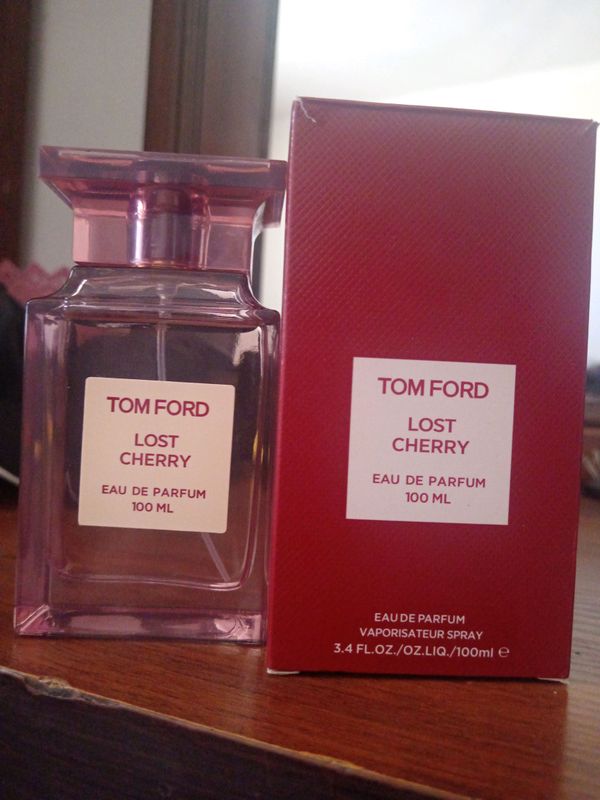 TOM FORD
LOST
CHERRY
EAU DE PARFUM
100 ML
TOM FORD
LOST
CHERRY
EAU DE PARFUM
100 ML
EAU DE PARFUM
VAPORISATEUR SPRAY
3.4 FL.OZ./OZ.LIQ./100ml ℮